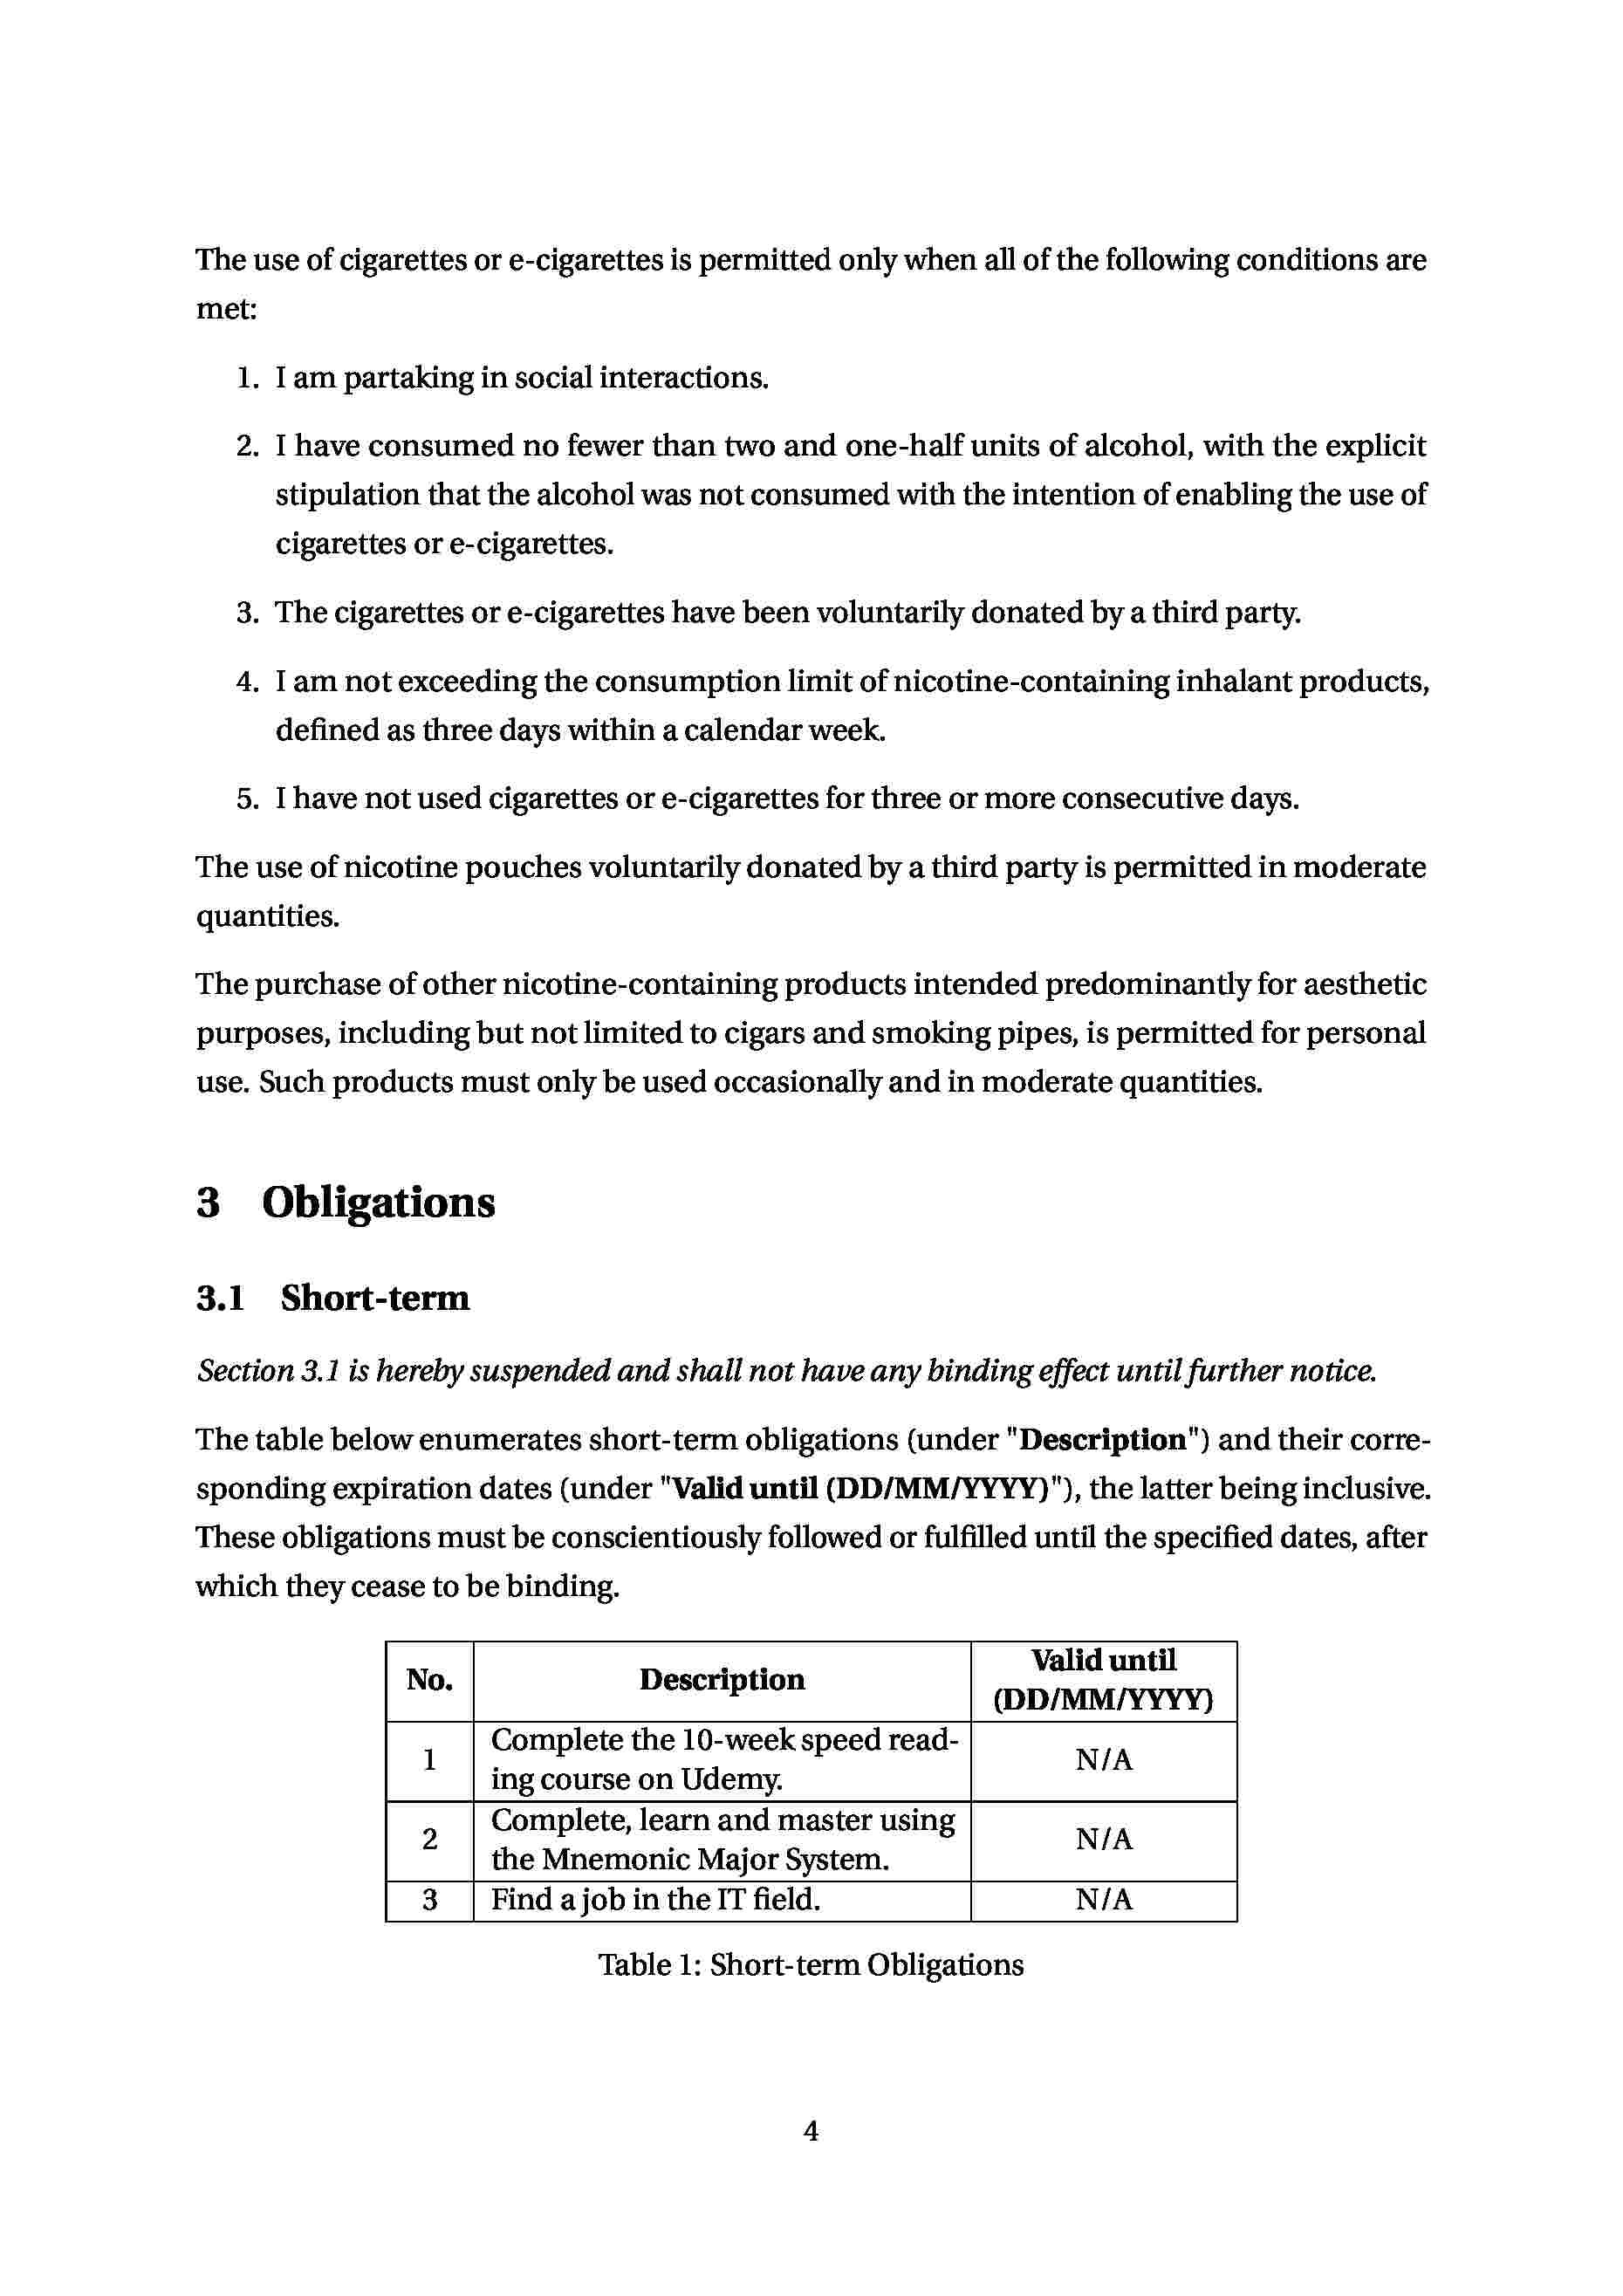 The use of cigarettes or e-cigarettes is permitted only when all of the following conditions are
met:
1. I am partaking in social interactions.
2. I have consumed no fewer than two and one-half units of alcohol, with the explicit
stipulation that the alcohol was not consumed with the intention of enabling the use of
cigarettes or e-cigarettes.
3. The cigarettes or e-cigarettes have been voluntarily donated by a third party.
4. I am not exceeding the consumption limit of nicotine-containing inhalant products,
defined as three days within a calendar week.
5. I have not used cigarettes or e-cigarettes for three or more consecutive days.
The use of nicotine pouches voluntarily donated by a third party is permitted in moderate
quantities.
The purchase of other nicotine-containing products intended predominantly for aesthetic
purposes, including but not limited to cigars and smoking pipes, is permitted for personal
use. Such products must only be used occasionally and in moderate quantities.
3 Obligations
3.1 Short-term
Section 3.1 is hereby suspended and shall not have any binding effect until further notice.
The table below enumerates short-term obligations (under "Description") and their corre-
sponding expiration dates (under "Valid until (DD/MM/YYYY)"), the latter being inclusive.
These obligations must be conscientiously followed or fulfilled until the specified dates, after
which they cease to be binding.
No. Description Valid until
(DD/MM/YYYY)
1 Complete the 10-week speed read-
ing course on Udemy. N/A
2 Complete, learn and master using
the Mnemonic Major System. N/A
3 Find a job in the IT field. N/A
Table 1: Short-term Obligations
4